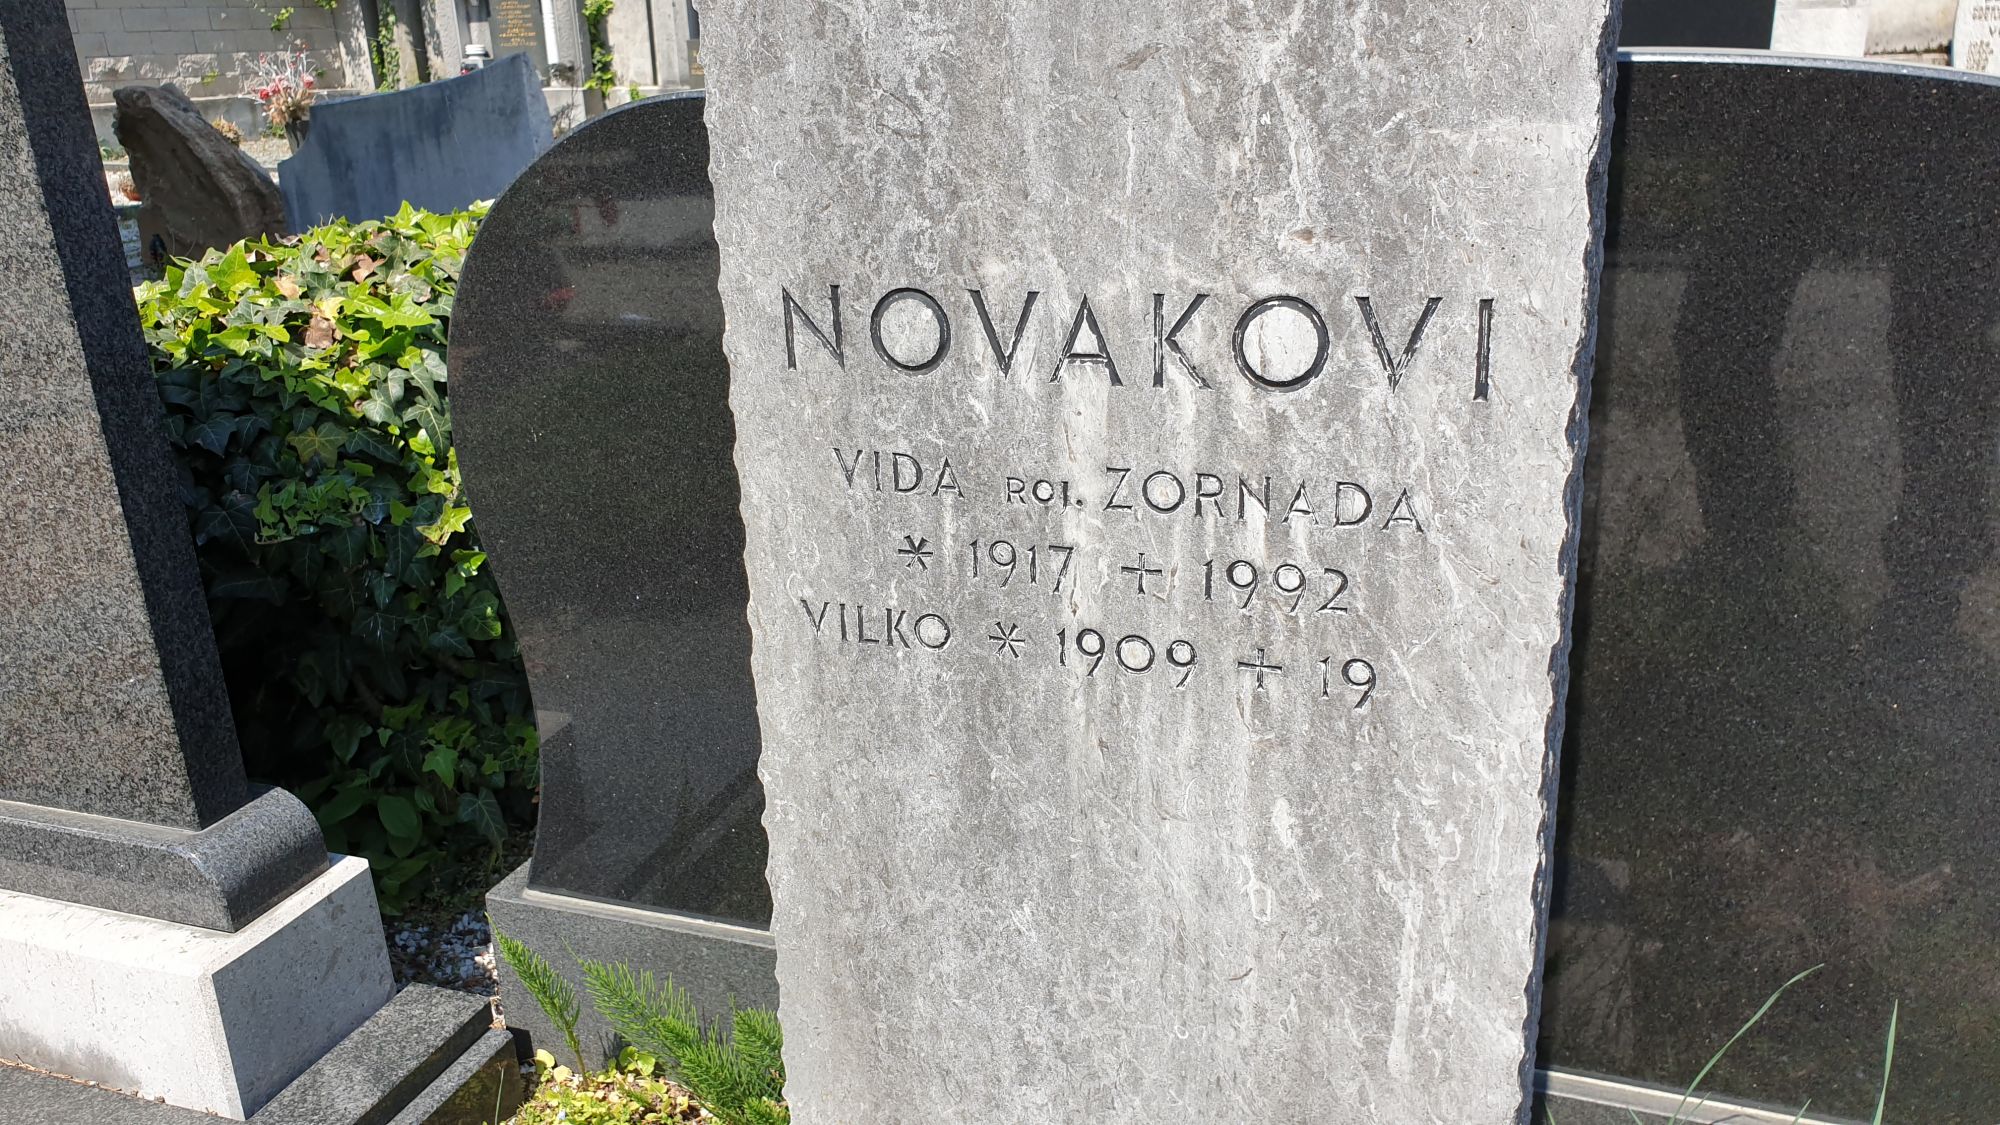 NOVAKOVI
VIDA ROJ. ZORNADA
* 1917 + 1992
VILKO * 1909 + 19